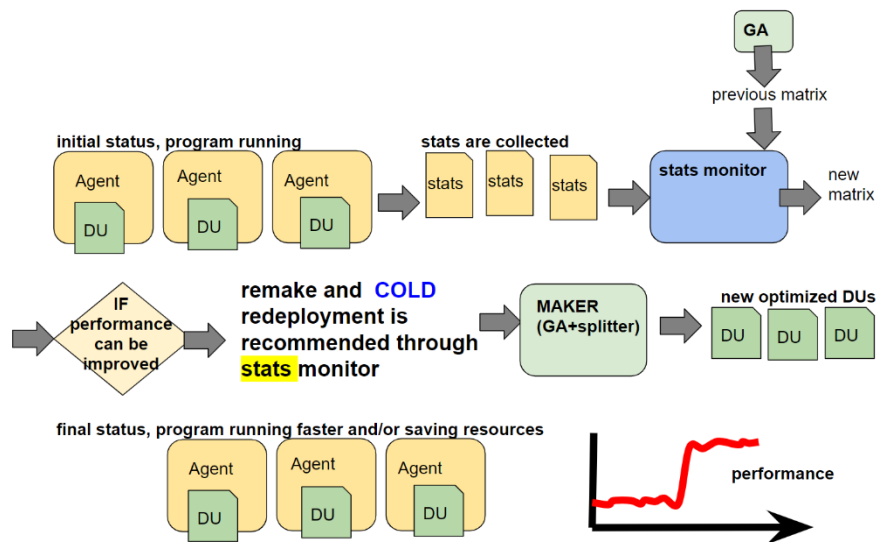 GA
previous matrix
initial status, program running
stats are collected
Agent
DU
Agent
DU
Agent
DU
stats
stats
stats
stats monitor
new
matrix
IF
performance
can be
improved
remake and COLD
redeployment is
recommended through
stats monitor
MAKER
(GA+splitter)
new optimized DUs
DU
DU
DU
final status, program running faster and/or saving resources
Agent
DU
Agent
DU
Agent
DU
performance